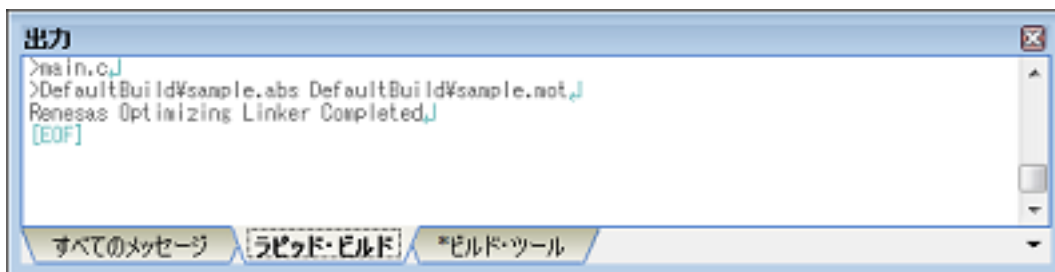 出力
>main.c↲
>DefaultBuild¥sample.abs DefaultBuild¥sample.mot↲
Renesas Optimizing Linker Completed↲
[EOF]
すべてのメッセージ ラピッド・ビルド *ビルド・ツール